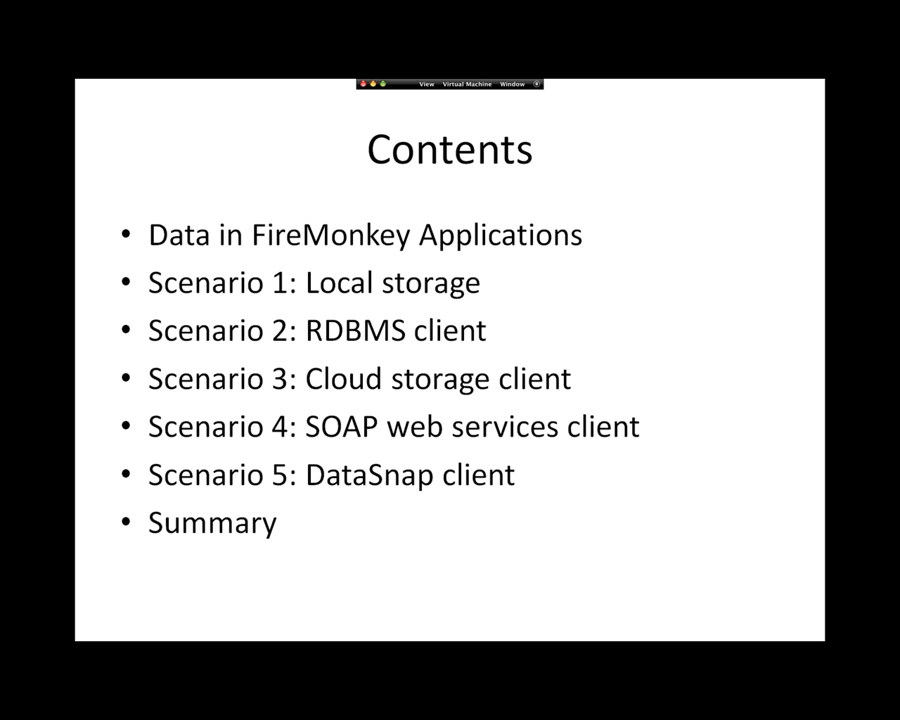 View Virtual Machine Window
Contents
• Data in FireMonkey Applications
• Scenario 1: Local storage
• Scenario 2: RDBMS client
• Scenario 3: Cloud storage client
• Scenario 4: SOAP web services client
• Scenario 5: DataSnap client
• Summary